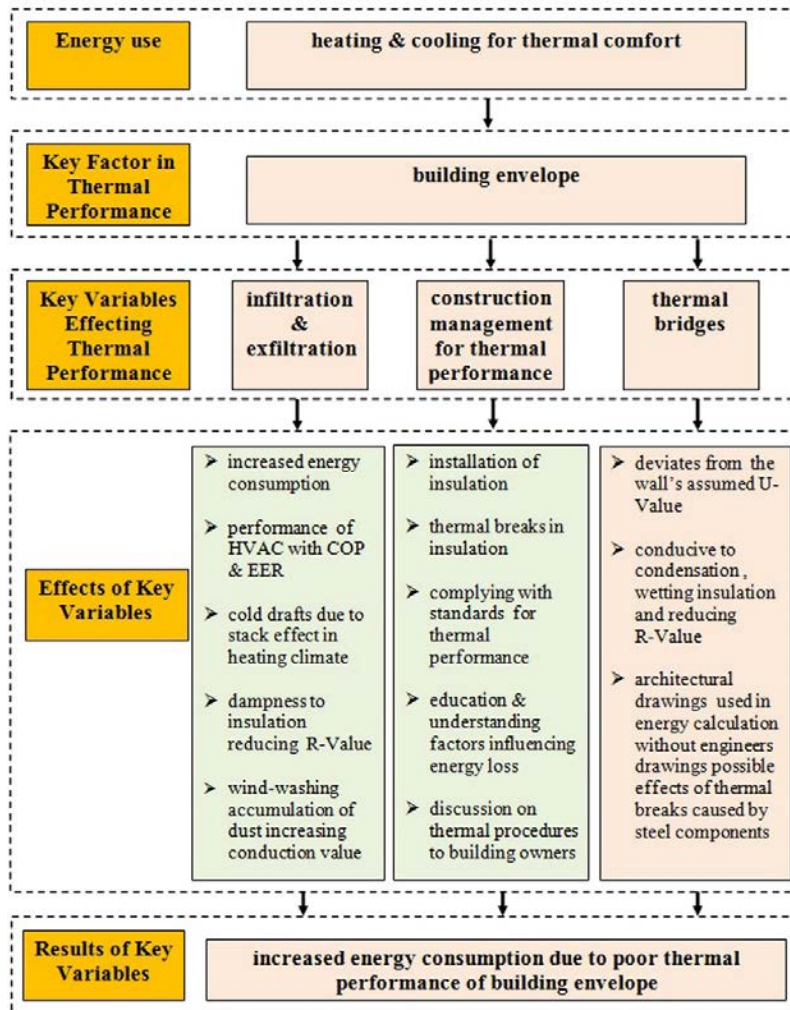 Energy use
heating & cooling for thermal comfort
Key Factor in
Thermal
Performance
building envelope
Key Variables
Effecting
Thermal
Performance
infiltration
&
exfiltration
construction
management
for thermal
performance
thermal
bridges
Effects of Key
Variables
➤ increased energy
consumption
➤ performance of
HVAC with COP
& EER
➤ cold drafts due to
stack effect in
heating climate
➤ dampness to
insulation
reducing R-Value
➤ wind-washing
accumulation of
dust increasing
conduction value
➤ installation of
insulation
➤ thermal breaks in
insulation
➤ complying with
standards for
thermal
performance
➤ education &
understanding
factors influencing
energy loss
➤ discussion on
thermal procedures
to building owners
➤ deviates from the
wall's assumed U-
Value
➤ conducive to
condensation ,
wetting insulation
and reducing
R-Value
➤ architectural
drawings used in
energy calculation
without engineers
drawings possible
effects of thermal
breaks caused by
steel components
Results of Key
Variables
increased energy consumption due to poor thermal
performance of building envelope